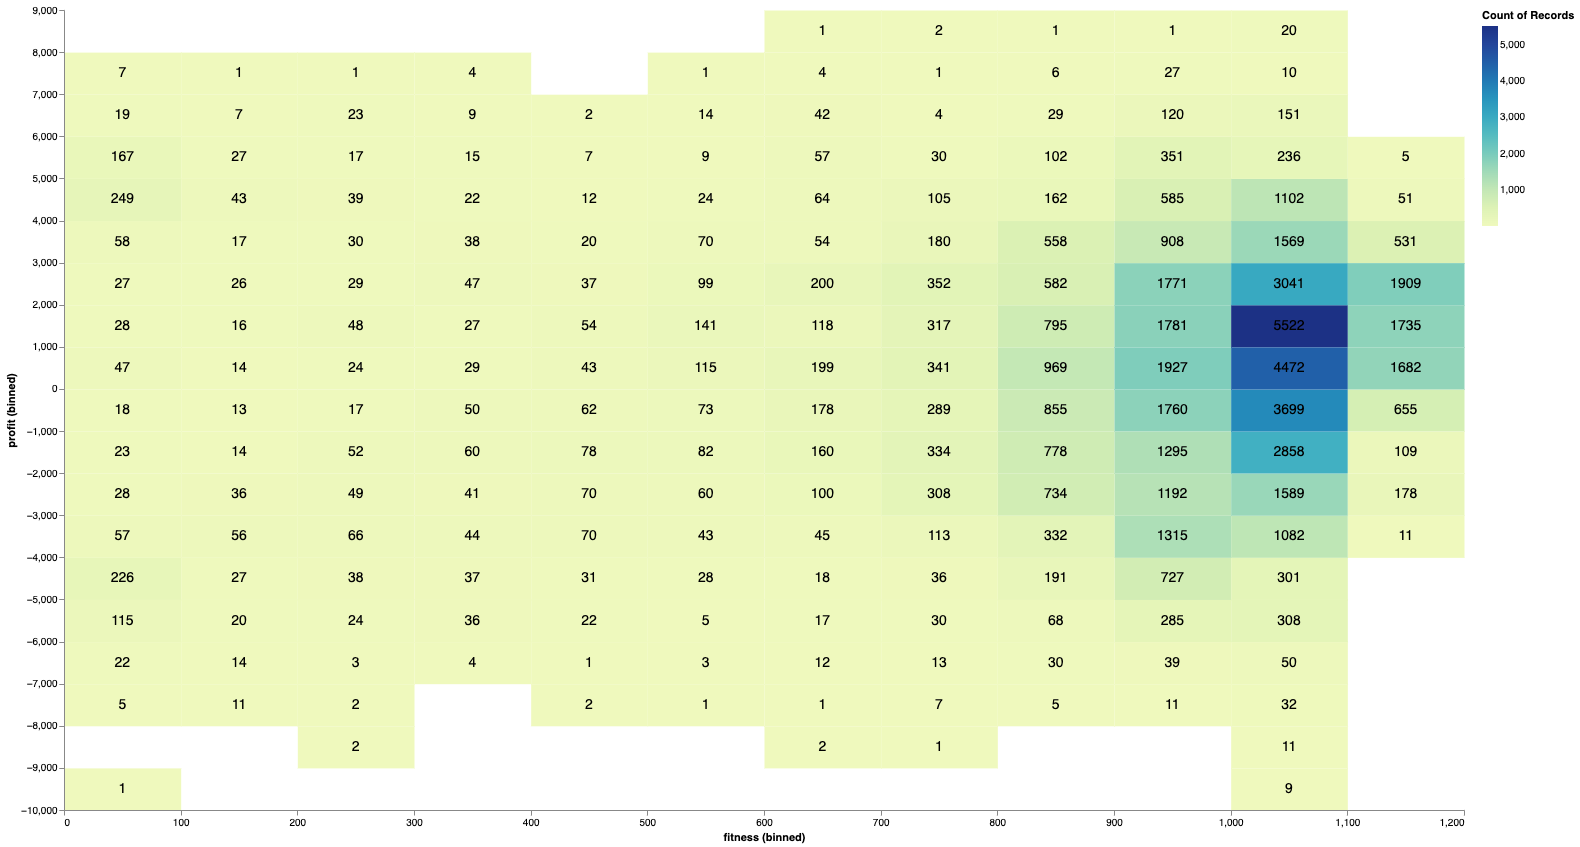 Count of Records
5,000
4,000
3,000
2,000
1,000
profit (binned)
9,000
1 2 1 1 20
8,000
7 1 1 4 1 4 1 6 27 10
7,000
19 7 23 9 2 14 42 4 29 120 151
6,000
167 27 17 15 7 9 57 30 102 351 236 5
5,000
249 43 39 22 12 24 64 105 162 585 1102 51
4,000
58 17 30 38 20 70 54 180 558 908 1569 531
3,000
27 26 29 47 37 99 200 352 582 1771 3041 1909
2,000
28 16 48 27 54 141 118 317 795 1781 5522 1735
1,000
47 14 24 29 43 115 199 341 969 1927 4472 1682
0
18 13 17 50 62 73 178 289 855 1760 3699 655
−1,000
23 14 52 60 78 82 160 334 778 1295 2858 109
−2,000
28 36 49 41 70 60 100 308 734 1192 1589 178
−3,000
57 56 66 44 70 43 45 113 332 1315 1082 11
−4,000
226 27 38 37 31 28 18 36 191 727 301
−5,000
115 20 24 36 22 5 17 30 68 285 308
−6,000
22 14 3 4 1 3 12 13 30 39 50
−7,000
5 11 2 2 1 1 7 5 11 32
−8,000
2 2 1 11
−9,000
1 9
−10,000
0 100 200 300 400 500 600 700 800 900 1,000 1,100 1,200
fitness (binned)